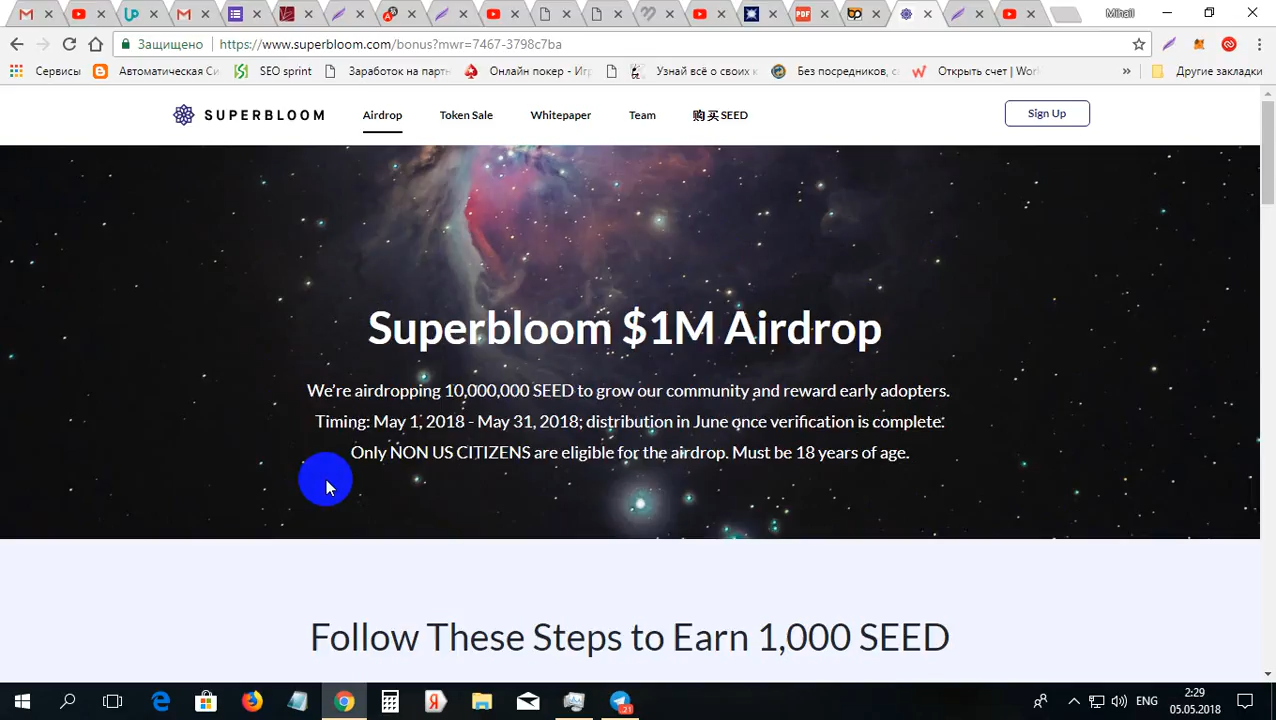 Mihail
Защищено
https://www.superbloom.com/bonus?mwr=7467-3798c7ba
Сервисы
Автоматическая Си
SEO sprint
Заработок на партн
Онлайн покер - Игр
Узнай всё о своих к
Без посредников, с
Открыть счет | Wor
»
Другие закладки
SUPERBLOOM
Airdrop
Token Sale
Whitepaper
Team
购买 SEED
Sign Up
Superbloom $1M Airdrop
We're airdropping 10,000,000 SEED to grow our community and reward early adopters.
Timing: May 1, 2018 - May 31, 2018; distribution in June once verification is complete.
Only NON US CITIZENS are eligible for the airdrop. Must be 18 years of age.
Follow These Steps to Earn 1,000 SEED
21
ENG
2:29
05.05.2018